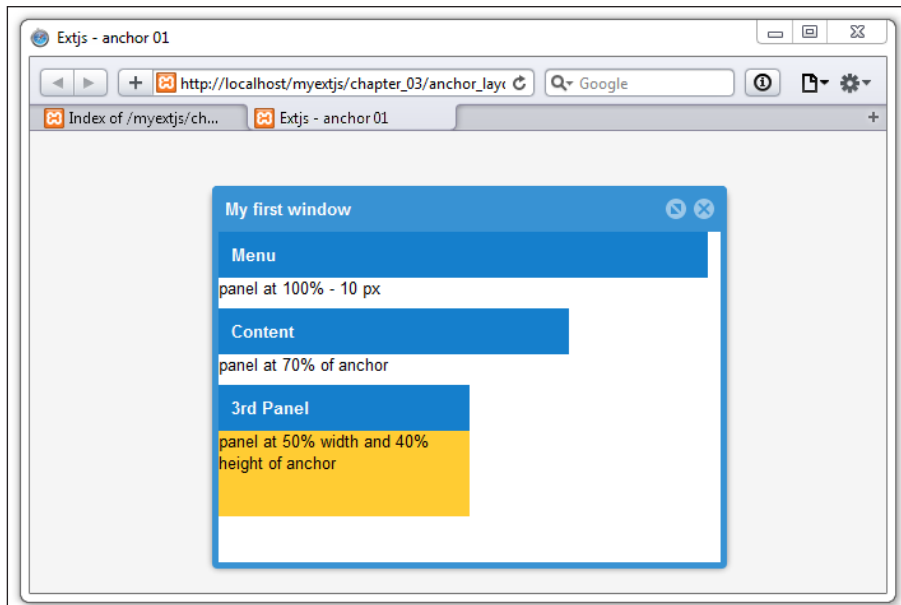 Extjs - anchor 01
http://localhost/myextjs/chapter_03/anchor_layo
Google
Index of /myextjs/ch...
Extjs - anchor 01
My first window
Menu
panel at 100% - 10 px
Content
panel at 70% of anchor
3rd Panel
panel at 50% width and 40%
height of anchor